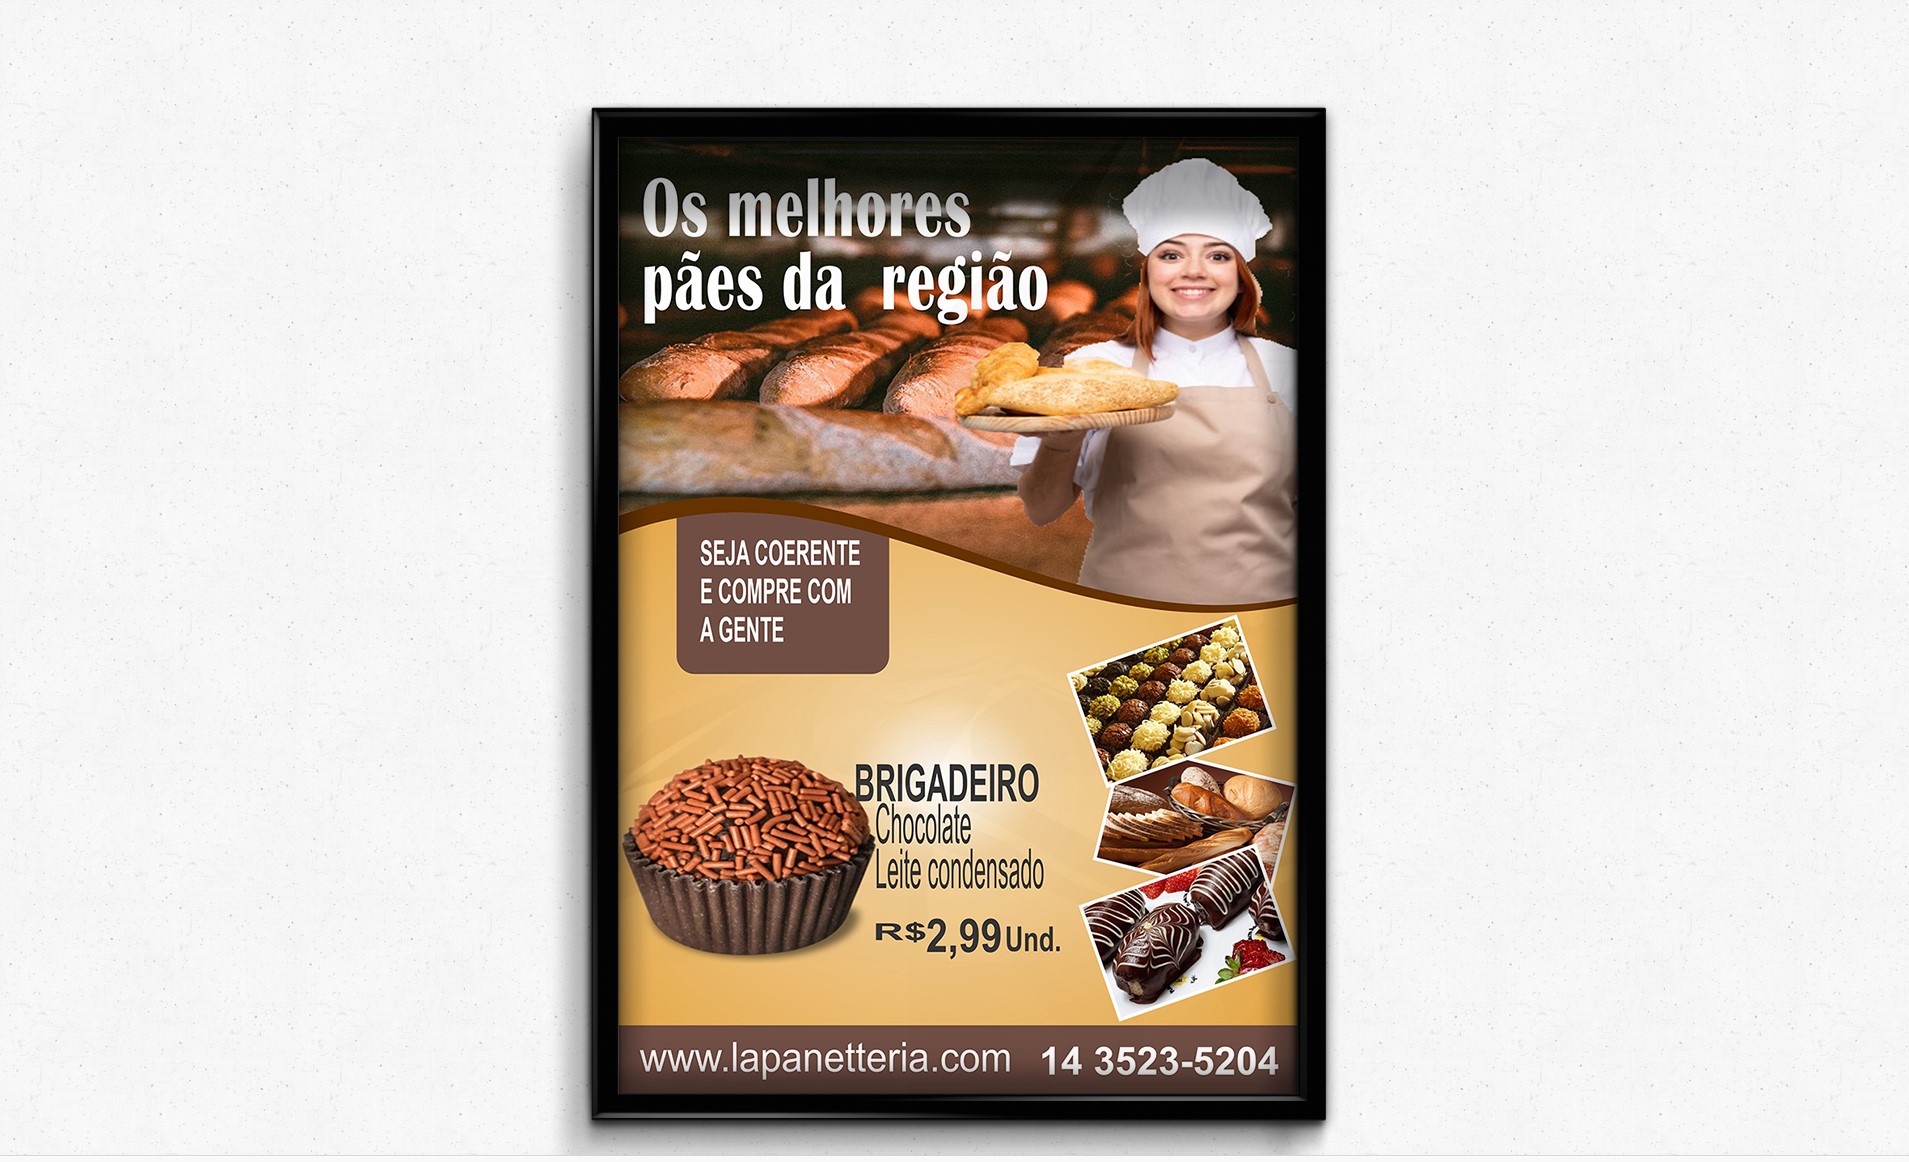 Os melhores
pães da região
SEJA COERENTE
E COMPRE COM
A GENTE
BRIGADEIRO
Chocolate
Leite condensado
R$2,99 Und.
www.lapanetteria.com 14 3523-5204